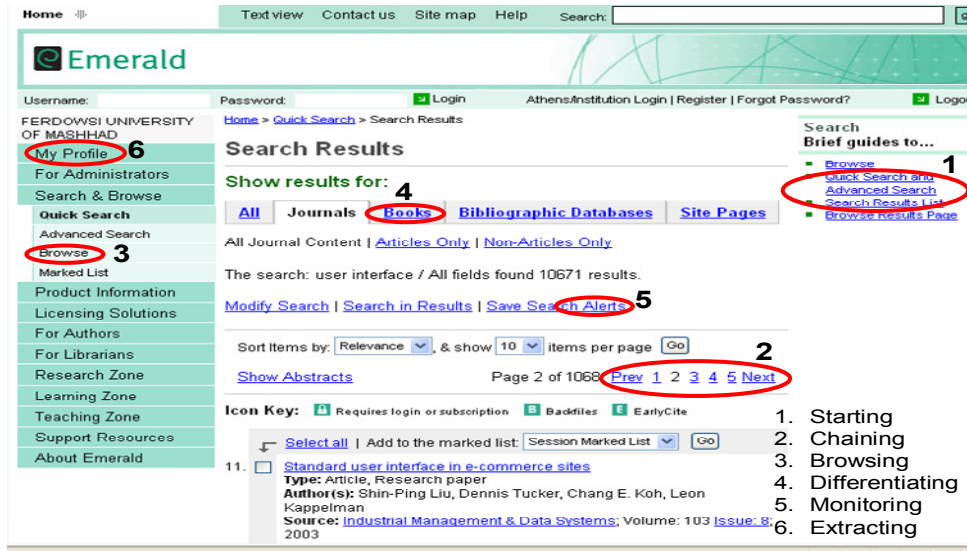 Home Text view Contact us Site map Help Search: g
Emerald
Username: Password: Login Athens/Institution Login | Register | Forgot Password? Logou
FERDOWSI UNIVERSITY
OF MASHHAD
My Profile 6
For Administrators
Search & Browse
Quick Search
Advanced Search
Browse 3
Marked List
Product Information
Licensing Solutions
For Authors
For Librarians
Research Zone
Learning Zone
Teaching Zone
Support Resources
About Emerald
Home > Quick Search > Search Results
Search Results
Show results for:
4
All Journals Books Bibliographic Databases Site Pages
All Journal Content | Articles Only | Non-Articles Only
The search: user interface / All fields found 10671 results.
Modify Search | Search in Results | Save Search Alerts 5
Sort Items by: Relevance , & show 10 items per page Go
2
Show Abstracts Page 2 of 1068 Prev 1 2 3 4 5 Next
Icon Key: Requires login or subscription B Backfiles E EarlyCite
Select all | Add to the marked list: Session Marked List GO
11. Standard user interface in e-commerce sites
Type: Article, Research paper
Author(s): Shin-Ping Liu, Dennis Tucker, Chang E. Koh, Leon
Kappelman
Source: Industrial Management & Data Systems; Volume: 103 Issue: 8;
2003
Search
Brief guides to...
1
Browse
Quick Search and
Advanced Search
Search Results List
Browse Results Page
1. Starting
2. Chaining
3. Browsing
4. Differentiating
5. Monitoring
6. Extracting